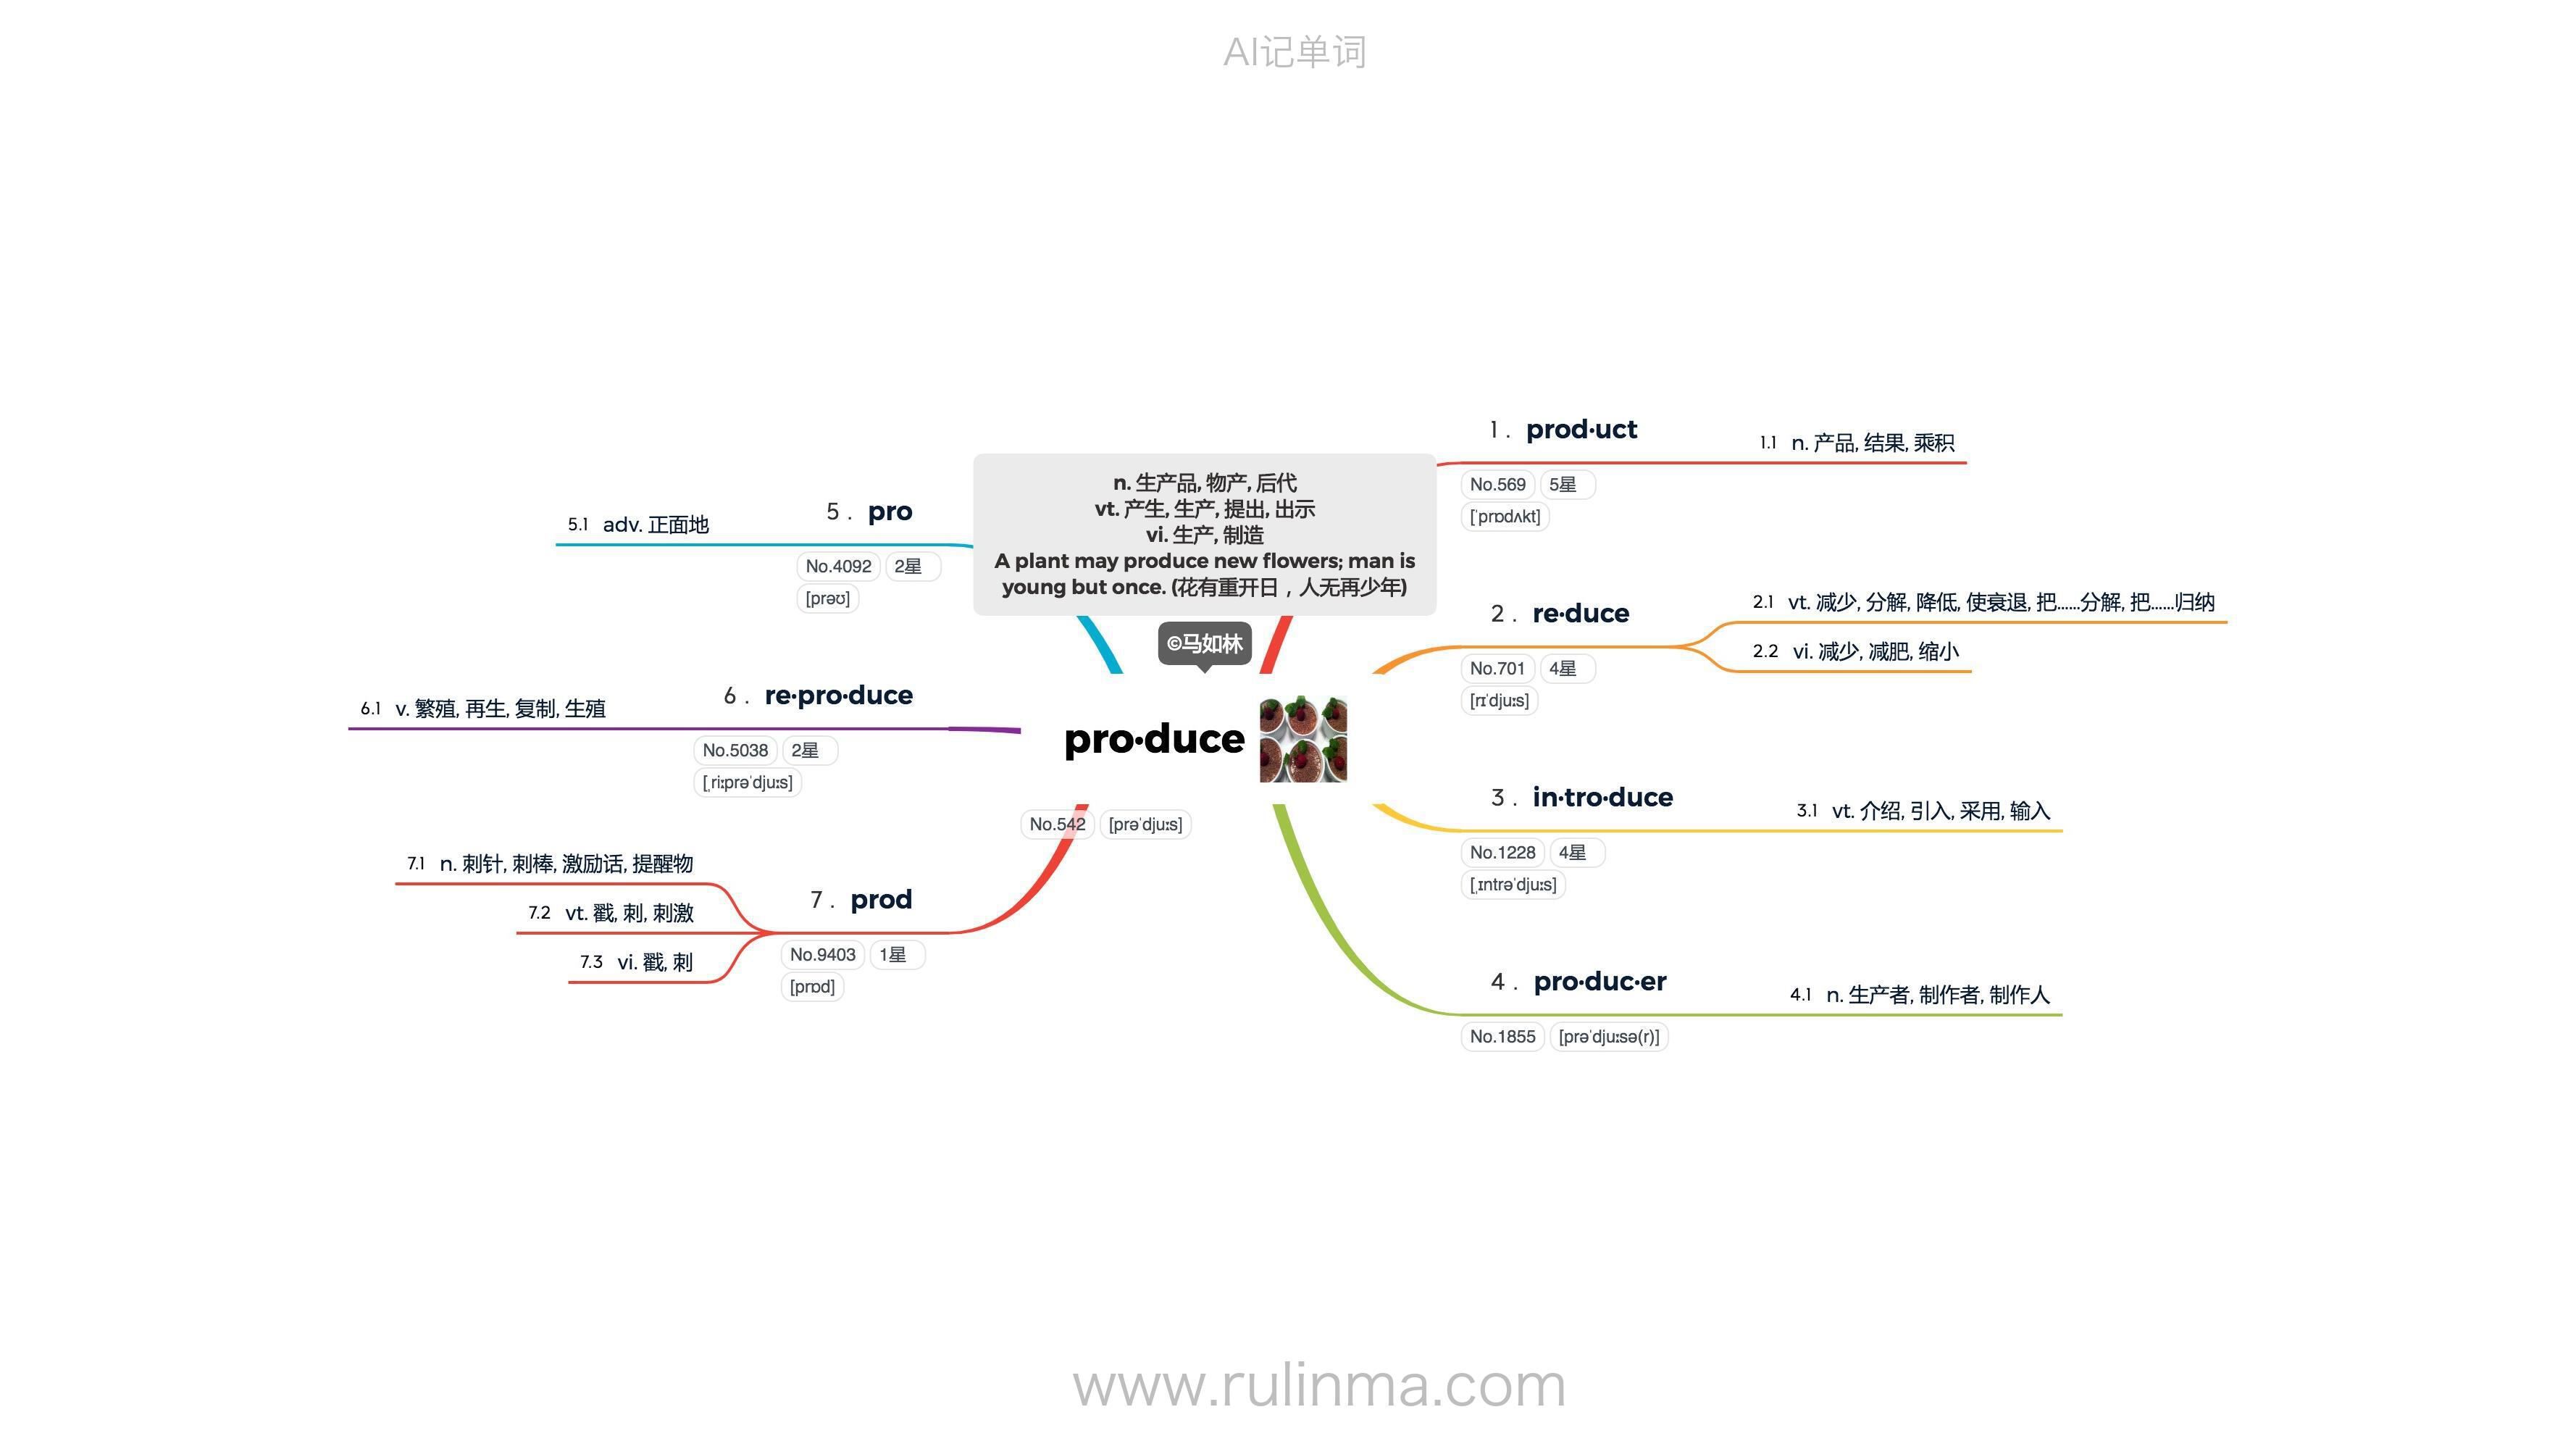 AI记单词
n. 生产品, 物产, 后代
vt. 产生, 生产, 提出, 出示
vi. 生产, 制造
A plant may produce new flowers; man is
young but once. (花有重开日，人无再少年)
©马如林
pro·duce
No.542 [prəˈdjuːs]
1 . prod·uct
No.569 5星
[ˈprɒdʌkt]
1.1 n. 产品, 结果, 乘积
2 . re·duce
No.701 4星
[rɪˈdjuːs]
2.1 vt. 减少, 分解, 降低, 使衰退, 把……分解, 把……归纳
2.2 vi. 减少, 减肥, 缩小
3 . in·tro·duce
No.1228 4星
[ˌɪntrəˈdjuːs]
3.1 vt. 介绍, 引入, 采用, 输入
4 . pro·duc·er
No.1855 [prəˈdjuːsə(r)]
4.1 n. 生产者, 制作者, 制作人
5 . pro
No.4092 2星
[prəʊ]
5.1 adv. 正面地
6 . re·pro·duce
No.5038 2星
[ˌriːprəˈdjuːs]
6.1 v. 繁殖, 再生, 复制, 生殖
7 . prod
No.9403 1星
[prɒd]
7.1 n. 刺针, 刺棒, 激励话, 提醒物
7.2 vt. 戳, 刺, 刺激
7.3 vi. 戳, 刺
www.rulinma.com